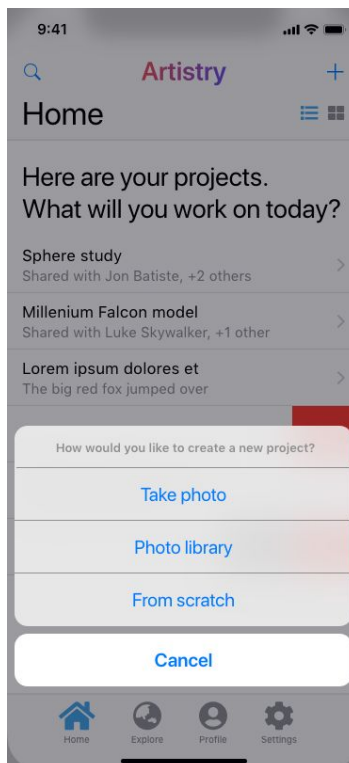 9:41
Artistry
Home
Here are your projects.
What will you work on today?
Sphere study
Shared with Jon Batiste, +2 others
Millenium Falcon model
Shared with Luke Skywalker, +1 other
Lorem ipsum dolores et
The big red fox jumped over
How would you like to create a new project?
Take photo
Photo library
From scratch
Cancel
Home Explore Profile Settings